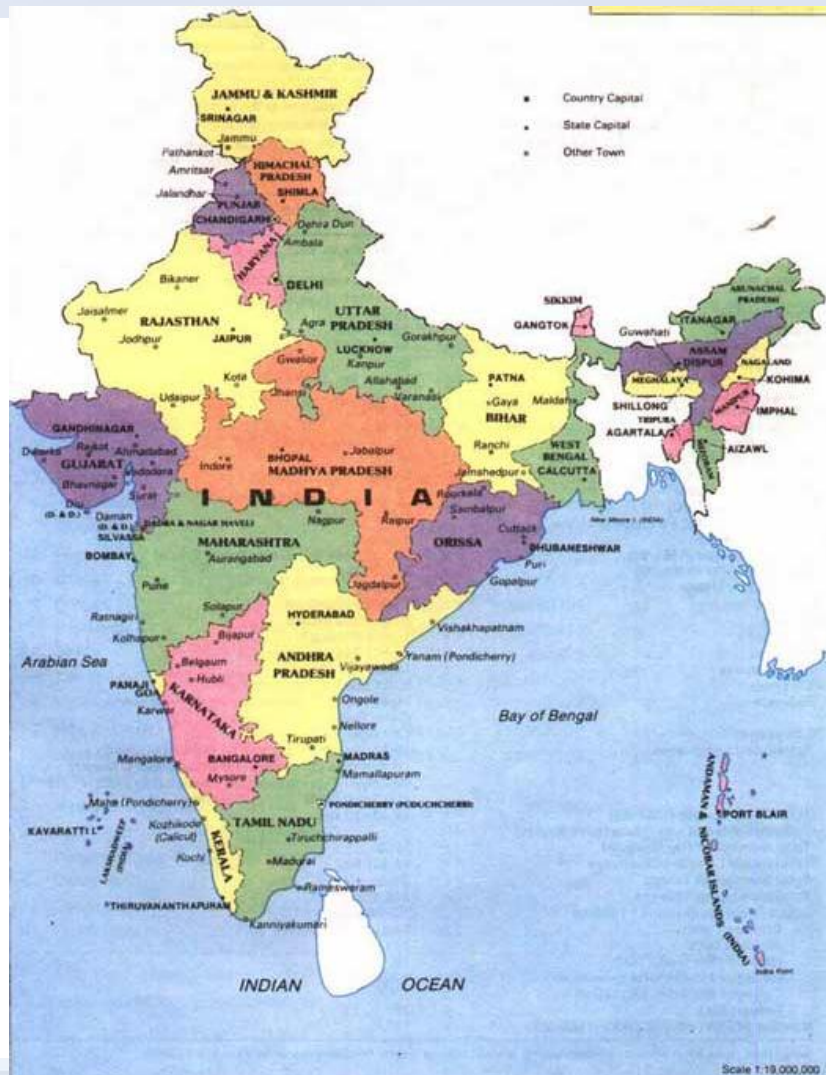 Country Capital
State Capital
Other Town
JAMMU & KASHMIR
SRINAGAR
Jammu
Pathankot
Amritsar
Jalandhar
HIMACHAL
PRADESH
SHIMLA
PUNJAB
CHANDIGARH
Dehra Dun
Ambala
HARYANA
DELHI
Bikaner
Jaisalmer
RAJASTHAN
Jodhpur
JAIPUR
Kota
Udaipur
UTTAR
PRADESH
Agra
LUCKNOW
Gorakhpur
Kanpur
Gwalior
Allahabad
Jhansi
Varanasi
SIKKIM
GANGTOK
ARUNACHAL
PRADESH
ITANAGAR
Guwahati
ASSAM
DISPUR
NAGALAND
KOHIMA
MEGHALAYA
SHILLONG
MANIPUR
IMPHAL
TRIPURA
AGARTALA
MIZORAM
AIZAWL
PATNA
Gaya
BIHAR
Maldah
Ranchi
Jamshedpur
WEST
BENGAL
CALCUTTA
GANDHINAGAR
Rajkot
Ahmadabad
Dwarka
GUJARAT
Vadodara
Bhavnagar
Surat
Diu
(D. & D.)
Daman
(D. & D.)
SILVASSA
DADRA & NAGAR HAVELI
Indore
BHOPAL
Jabalpur
MADHYA PRADESH
INDIA
Raipur
Jagdalpur
Rourkela
Sambalpur
ORISSA
Cuttack
BHUBANESHWAR
Puri
Gopalpur
New Moore I. (INDIA)
Nagpur
MAHARASHTRA
Aurangabad
BOMBAY
Pune
Solapur
Ratnagiri
Kolhapur
HYDERABAD
ANDHRA
PRADESH
Vishakhapatnam
Vijayawada
Yanam (Pondicherry)
Ongole
Nellore
Tirupati
Arabian Sea
Bay of Bengal
Bijapur
Belgaum
Hubli
PANAJI
GOA
KARNATAKA
Karwar
Mangalore
BANGALORE
Mysore
MADRAS
Mamallapuram
PONDICHERRY (PUDUCHCHERI)
Mahe (Pondicherry)
Kozhikode
(Calicut)
TAMIL NADU
Tiruchchirappalli
KERALA
Kochi
Madurai
Rameswaram
KAVARATTI I.
LAKSHADWEEP
(INDIA)
THIRUVANANTHAPURAM
Kanniyakumari
PORT BLAIR
ANDAMAN & NICOBAR ISLANDS (INDIA)
Indira Point
INDIAN OCEAN
Scale 1:19,000,000